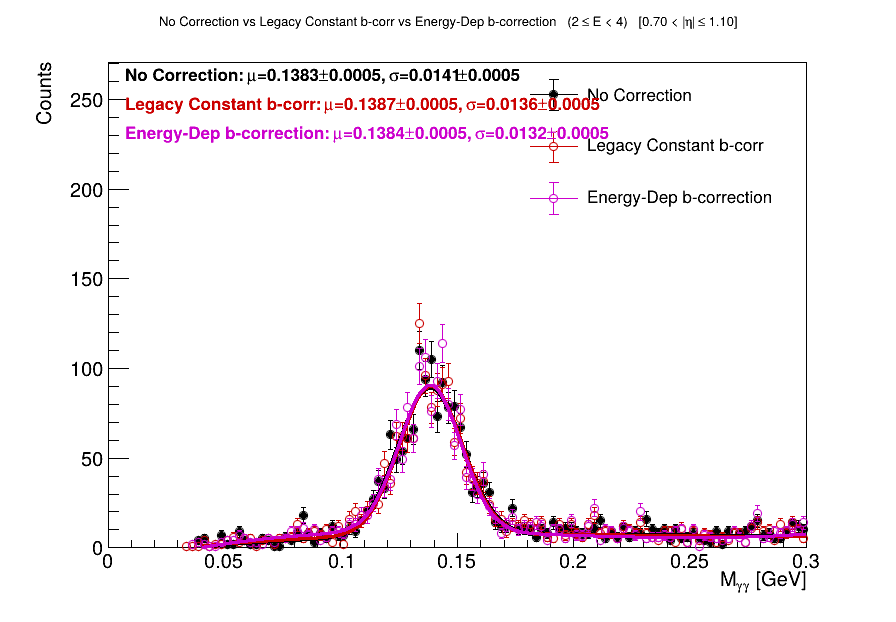 No Correction vs Legacy Constant b-corr vs Energy-Dep b-correction (2 ≤ E < 4) [0.70 < |η| ≤ 1.10]
Counts
No Correction: μ=0.1383±0.0005, σ=0.0141±0.0005
Legacy Constant b-corr: μ=0.1387±0.0005, σ=0.0136±0.0005
Energy-Dep b-correction: μ=0.1384±0.0005, σ=0.0132±0.0005
No Correction
Legacy Constant b-corr
Energy-Dep b-correction
250
200
150
100
50
0
0 0.05 0.1 0.15 0.2 0.25 0.3
Mγγ [GeV]